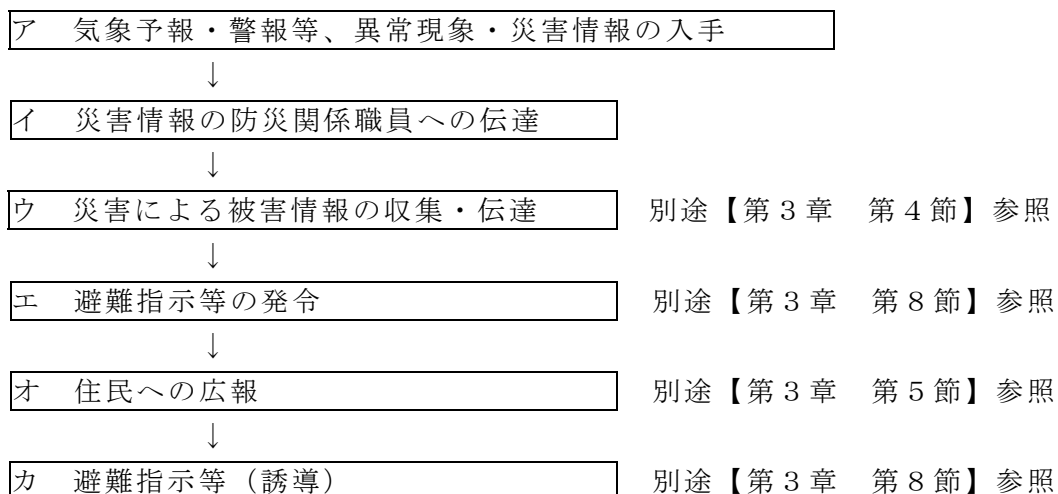 ア　気象予報・警報等、異常現象・災害情報の入手
↓
イ　災害情報の防災関係職員への伝達
↓
ウ　災害による被害情報の収集・伝達　別途【第３章　第４節】参照
↓
エ　避難指示等の発令　別途【第３章　第８節】参照
↓
オ　住民への広報　別途【第３章　第５節】参照
↓
カ　避難指示等（誘導）　別途【第３章　第８節】参照